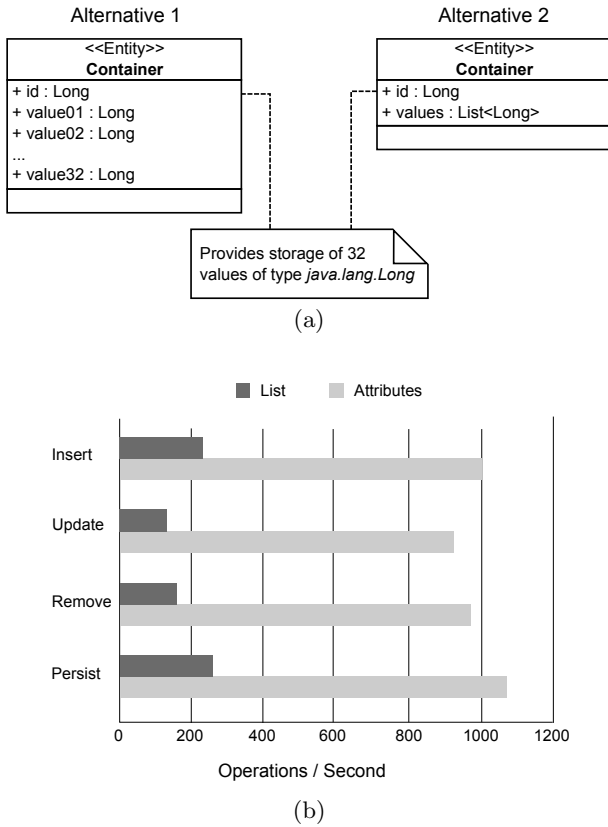 Alternative 1
Alternative 2
<<Entity>>
Container
+ id : Long
+ value01 : Long
+ value02 : Long
...
+ value32 : Long
<<Entity>>
Container
+ id : Long
+ values : List<Long>
Provides storage of 32
values of type java.lang.Long
(a)
List
Attributes
Insert
Update
Remove
Persist
0 200 400 600 800 1000 1200
Operations / Second
(b)